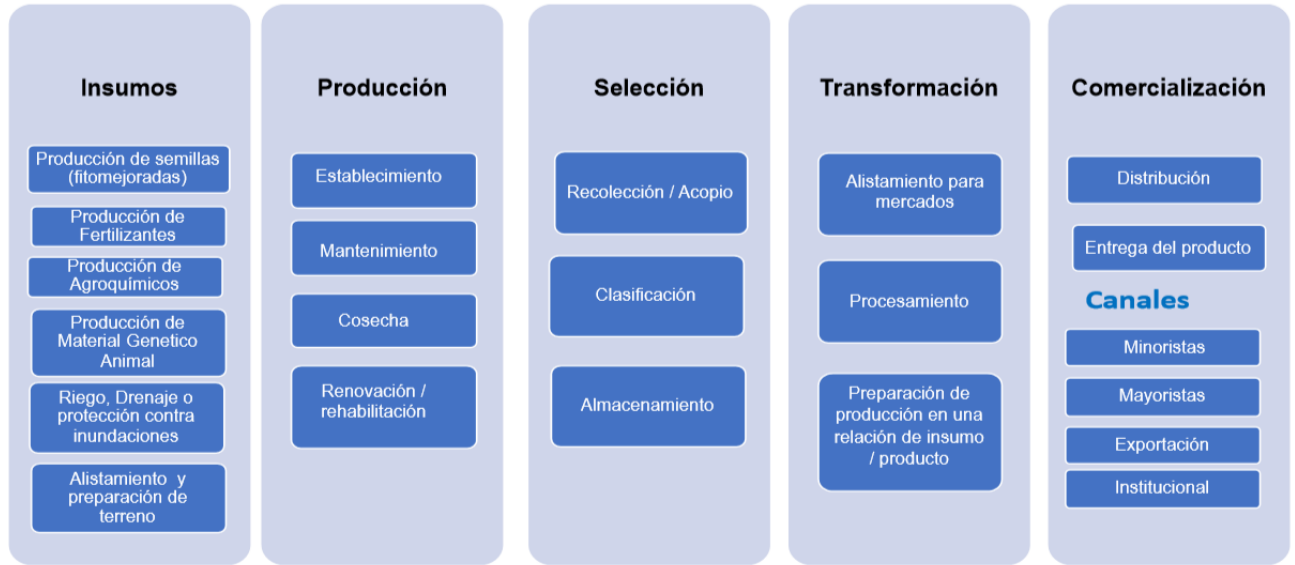 Insumos
Producción de semillas
(fitomejoradas)
Producción de
Fertilizantes
Producción de
Agroquímicos
Producción de
Material Genetico
Animal
Riego, Drenaje o
protección contra
inundaciones
Alistamiento y
preparación de
terreno
Producción
Establecimiento
Mantenimiento
Cosecha
Renovación /
rehabilitación
Selección
Recolección / Acopio
Clasificación
Almacenamiento
Transformación
Alistamiento para
mercados
Procesamiento
Preparación de
producción en una
relación de insumo
/ producto
Comercialización
Distribución
Entrega del producto
Canales
Minoristas
Mayoristas
Exportación
Institucional